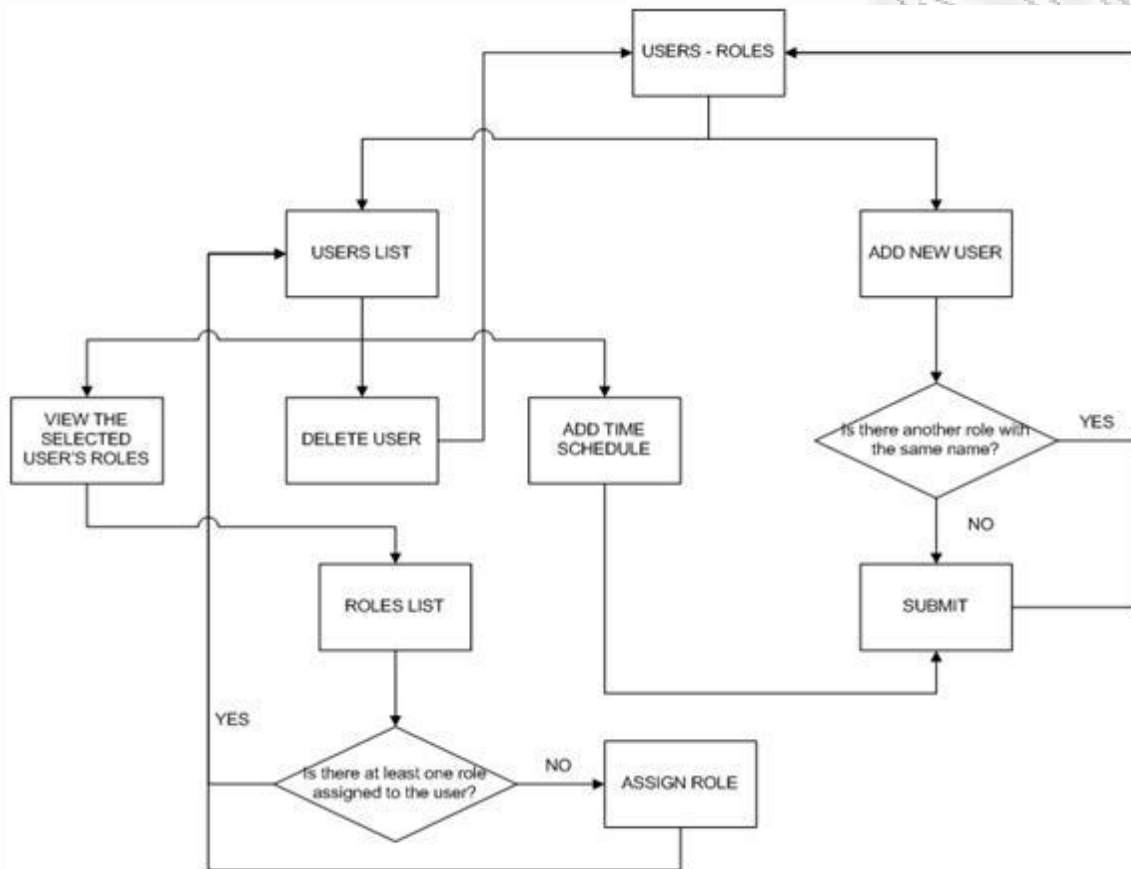 USERS - ROLES
USERS LIST
ADD NEW USER
VIEW THE
SELECTED
USER'S ROLES
DELETE USER
ADD TIME
SCHEDULE
Is there another role with
the same name?
YES
NO
ROLES LIST
SUBMIT
YES
Is there at least one role
assigned to the user?
NO
ASSIGN ROLE